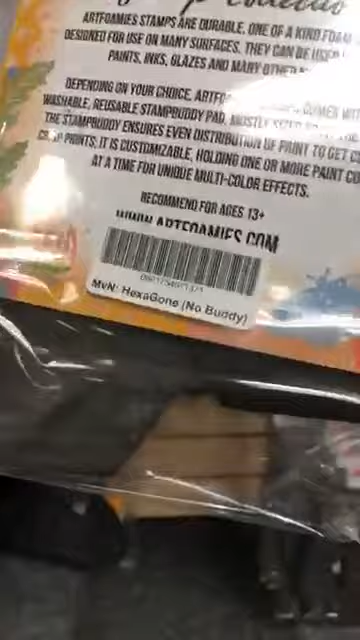 ARTFOAMIES STAMPS ARE DURABLE, ONE OF A KIND FOAM
DESIGNED FOR USE ON MANY SURFACES. THEY CAN BE USED
PAINTS, INKS, GLAZES AND MANY OTHER
DEPENDING ON YOUR CHOICE, COMES WIT
WASHABLE, REUSABLE STAMPBUDDY PAD.
THE STAMPBUDDY ENSURES EVEN DISTRIBUTION OF PAINT TO GET
PRINTS. IT IS CUSTOMIZABLE, HOLDING ONE OR MORE PAINT CO
AT A TIME FOR UNIQUE MULTI-COLOR EFFECTS.
RECOMMEND FOR AGES 13+
WWW.ARTFOAMIES.COM
MvN: HexaGone (No Buddy)